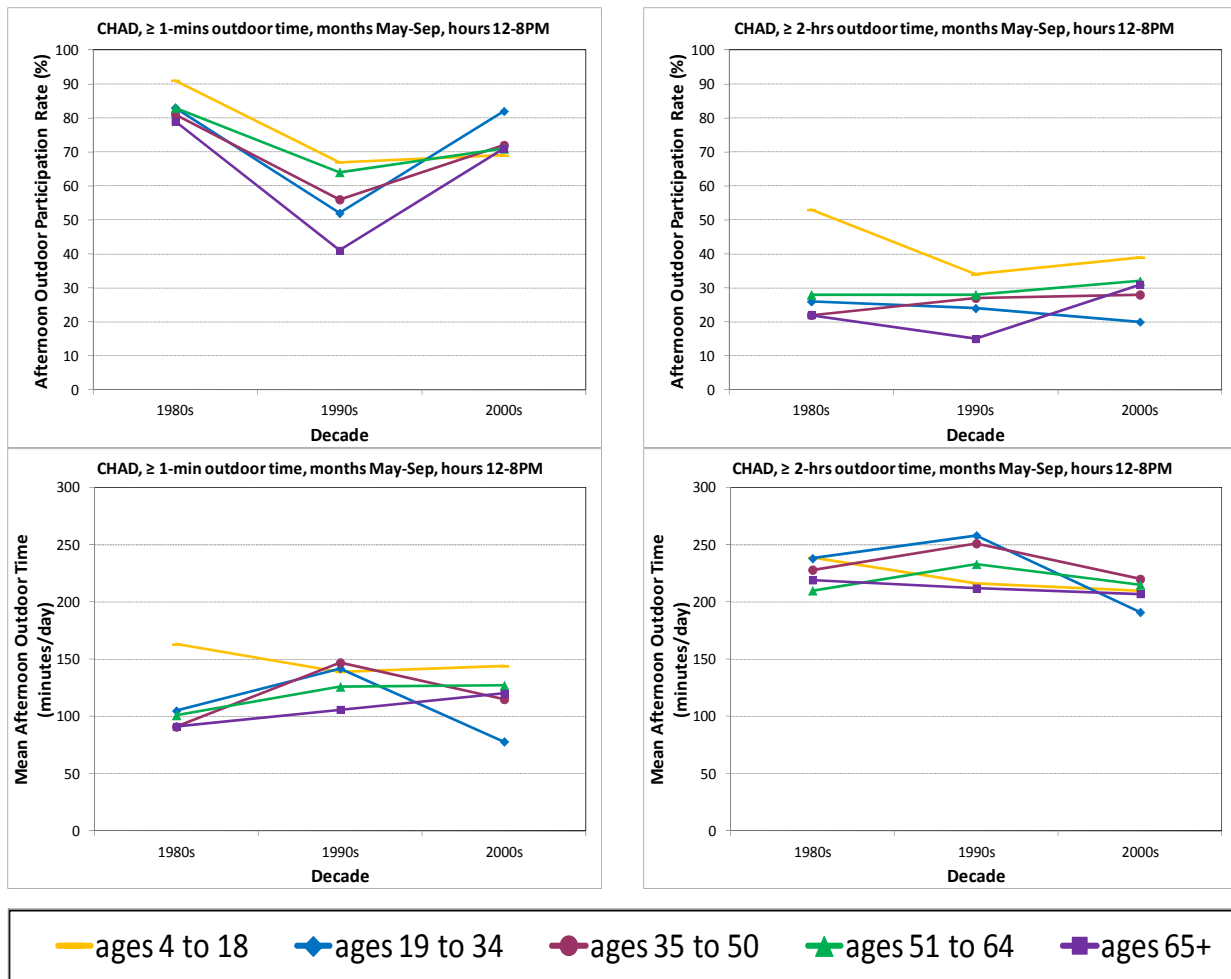 CHAD, ≥ 1-mins outdoor time, months May-Sep, hours 12-8PM
Afternoon Outdoor Participation Rate (%)
100
90
80
70
60
50
40
30
20
10
0
1980s 1990s 2000s
Decade
CHAD, ≥ 2-hrs outdoor time, months May-Sep, hours 12-8PM
Afternoon Outdoor Participation Rate (%)
100
90
80
70
60
50
40
30
20
10
0
1980s 1990s 2000s
Decade
CHAD, ≥ 1-min outdoor time, months May-Sep, hours 12-8PM
Mean Afternoon Outdoor Time
(minutes/day)
300
250
200
150
100
50
0
1980s 1990s 2000s
Decade
CHAD, ≥ 2-hrs outdoor time, months May-Sep, hours 12-8PM
Mean Afternoon Outdoor Time
(minutes/day)
300
250
200
150
100
50
0
1980s 1990s 2000s
Decade
ages 4 to 18 ages 19 to 34 ages 35 to 50 ages 51 to 64 ages 65+